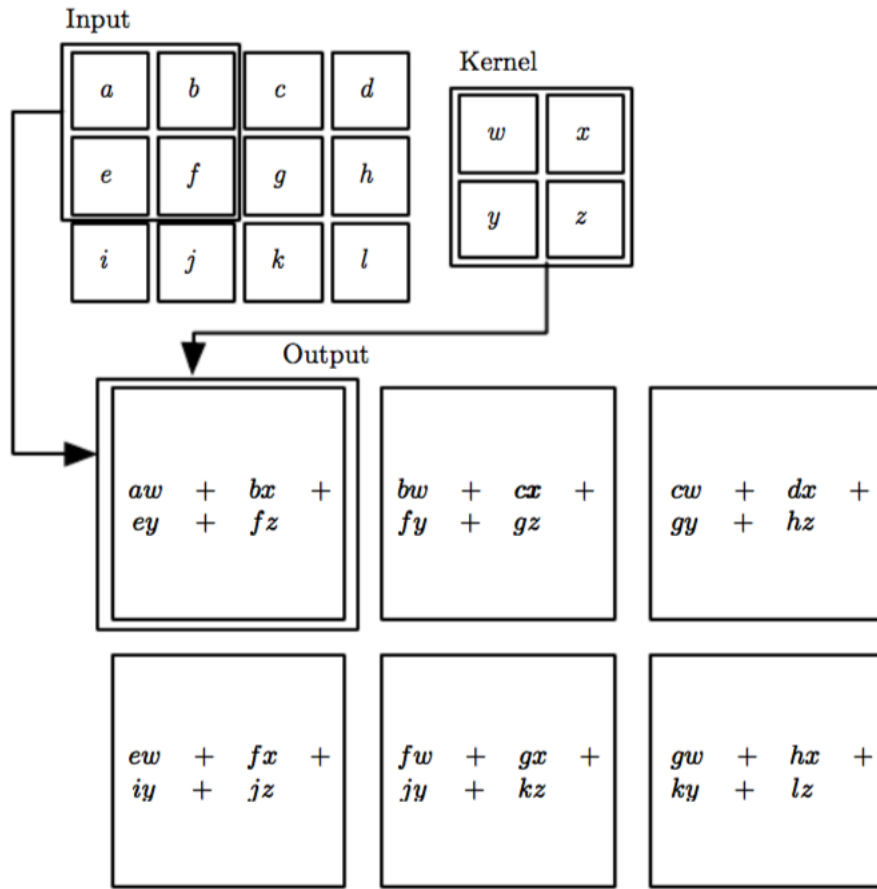 Input
a b c d
Kernel
w x
e f g h
y z
i j k l
Output
aw + bx +
ey + fz
bw + cx +
fy + gz
cw + dx +
gy + hz
ew + fx +
iy + jz
fw + gx +
jy + kz
gw + hx +
ky + lz